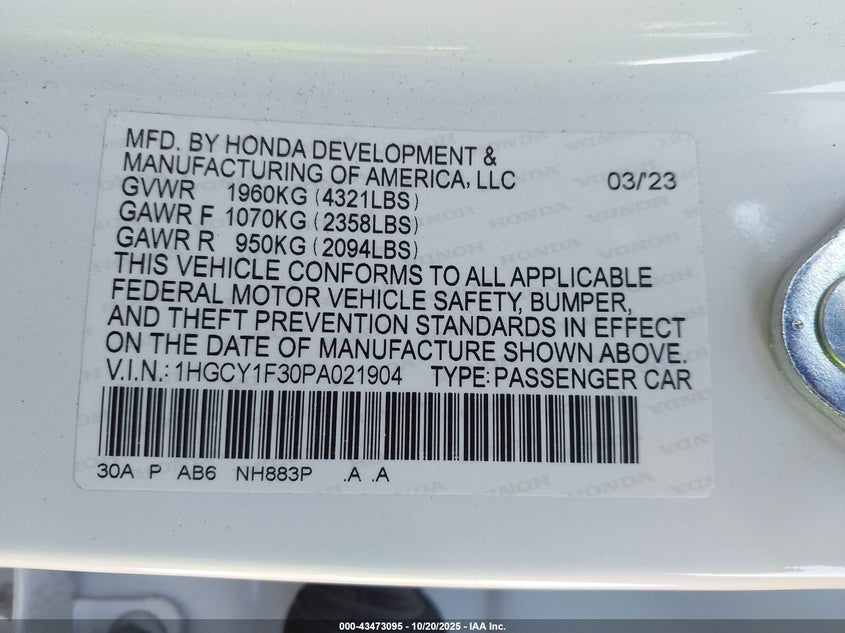 MFD. BY HONDA DEVELOPMENT &
MANUFACTURING OF AMERICA, LLC 03/23
GVWR 1960KG (4321LBS)
GAWR F 1070KG (2358LBS)
GAWR R 950KG (2094LBS)
THIS VEHICLE CONFORMS TO ALL APPLICABLE
FEDERAL MOTOR VEHICLE SAFETY, BUMPER,
AND THEFT PREVENTION STANDARDS IN EFFECT
ON THE DATE OF MANUFACTURE SHOWN ABOVE.
V.I.N.: 1HGCY1F30PA021904 TYPE: PASSENGER CAR
30A P AB6 NH883P .A .A
000-43473095 - 10/20/2025 - IAA Inc.